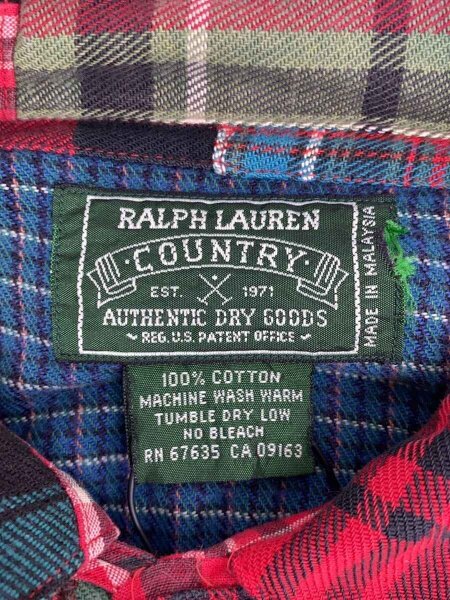 RALPH LAUREN
COUNTRY
EST. 1971
AUTHENTIC DRY GOODS
~ REG. U.S. PATENT OFFICE ~
MADE IN MALAYSIA
100% COTTON
MACHINE WASH WARM
TUMBLE DRY LOW
NO BLEACH
RN 67635 CA 09163